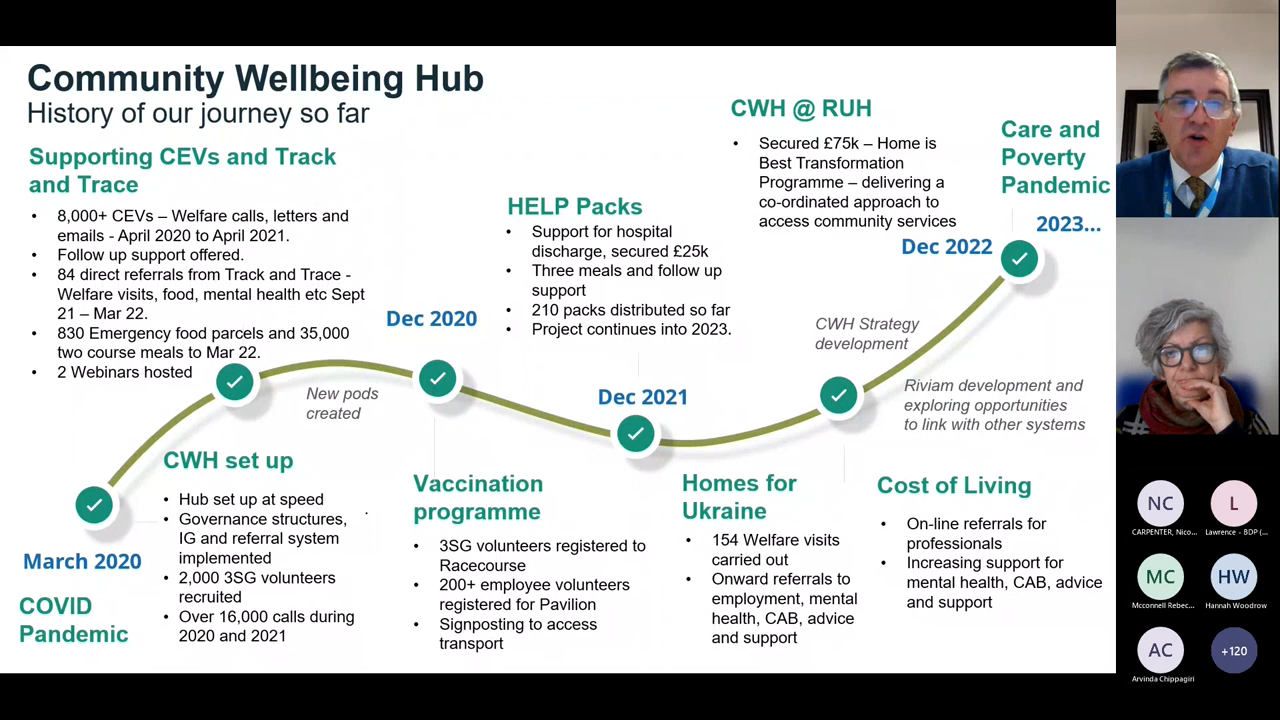 Community Wellbeing Hub
History of our journey so far
Supporting CEVs and Track
and Trace
• 8,000+ CEVs – Welfare calls, letters and
emails - April 2020 to April 2021.
• Follow up support offered.
• 84 direct referrals from Track and Trace -
Welfare visits, food, mental health etc Sept
21 – Mar 22.
• 830 Emergency food parcels and 35,000
two course meals to Mar 22.
• 2 Webinars hosted
March 2020
COVID
Pandemic
CWH set up
• Hub set up at speed
• Governance structures,
IG and referral system
implemented
• 2,000 3SG volunteers
recruited
• Over 16,000 calls during
2020 and 2021
New pods
created
Dec 2020
Vaccination
programme
• 3SG volunteers registered to
Racecourse
• 200+ employee volunteers
registered for Pavilion
• Signposting to access
transport
HELP Packs
• Support for hospital
discharge, secured £25k
• Three meals and follow up
support
• 210 packs distributed so far
• Project continues into 2023.
Dec 2021
Homes for
Ukraine
• 154 Welfare visits
carried out
• Onward referrals to
employment, mental
health, CAB, advice
and support
CWH @ RUH
• Secured £75k – Home is
Best Transformation
Programme – delivering a
co-ordinated approach to
access community services
Dec 2022
CWH Strategy
development
Riviam development and
exploring opportunities
to link with other systems
Cost of Living
• On-line referrals for
professionals
• Increasing support for
mental health, CAB, advice
and support
Care and
Poverty
Pandemic
2023...
NC
CARPENTER, Nico...
L
Lawrence - BDP (...
MC
Mcconnell Rebec...
HW
Hannah Woodrow
AC
Arvinda Chippagiri
+120